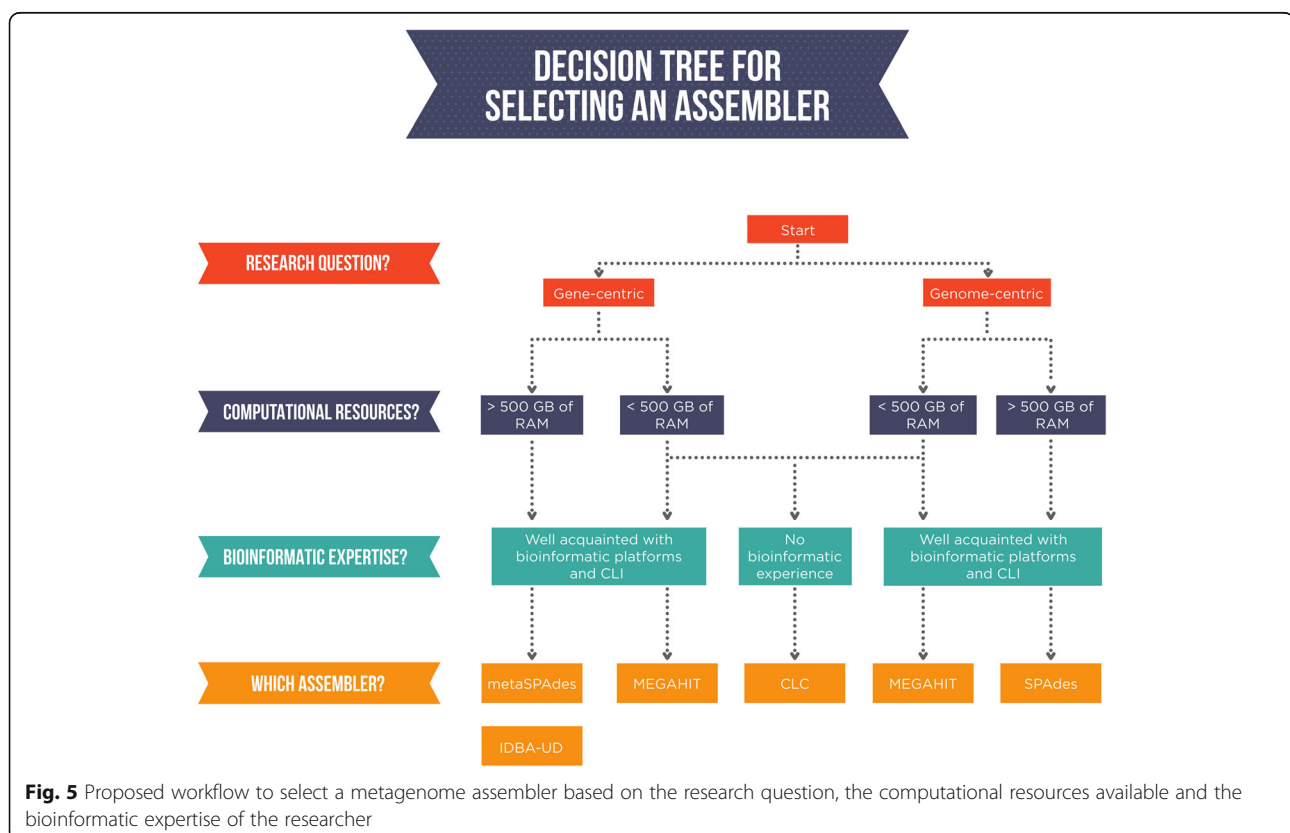 DECISION TREE FOR
SELECTING AN ASSEMBLER
RESEARCH QUESTION?
Start
Gene-centric
Genome-centric
COMPUTATIONAL RESOURCES?
> 500 GB of
RAM
< 500 GB of
RAM
< 500 GB of
RAM
> 500 GB of
RAM
BIOINFORMATIC EXPERTISE?
Well acquainted with
bioinformatic platforms
and CLI
No
bioinformatic
experience
Well acquainted with
bioinformatic platforms
and CLI
WHICH ASSEMBLER?
metaSPAdes
MEGAHIT
CLC
MEGAHIT
SPAdes
IDBA-UD
Fig. 5 Proposed workflow to select a metagenome assembler based on the research question, the computational resources available and the
bioinformatic expertise of the researcher